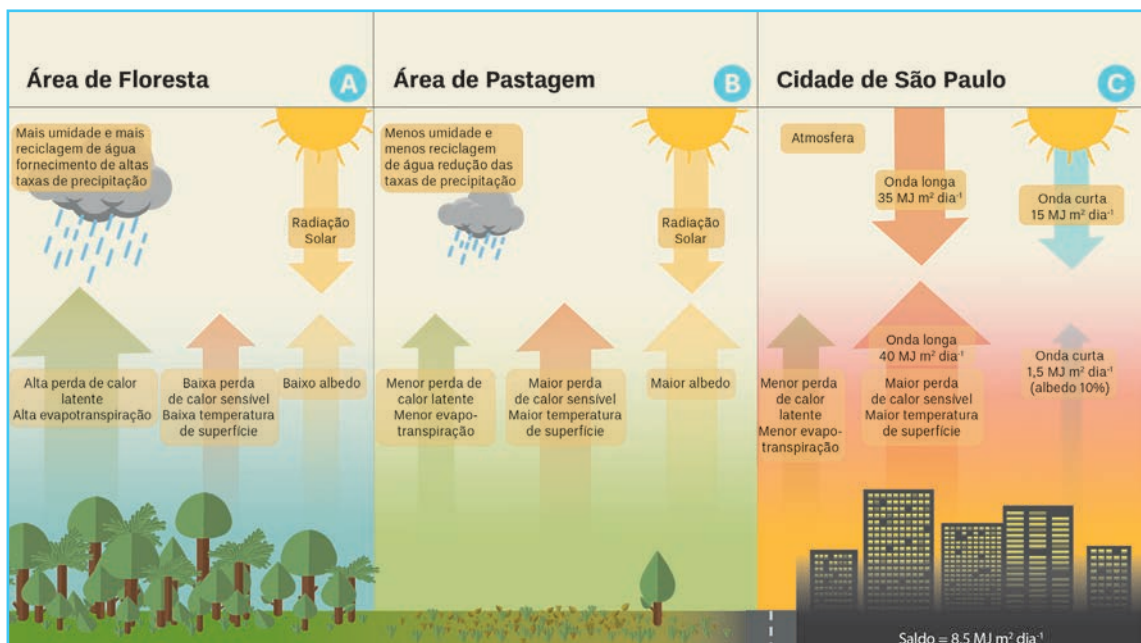 Área de Floresta
A
Mais umidade e mais
reciclagem de água
fornecimento de altas
taxas de precipitação
Radiação
Solar
Alta perda de calor
latente
Alta evapotranspiração
Baixa perda
de calor sensível
Baixa temperatura
de superfície
Baixo albedo
Área de Pastagem
B
Menos umidade e
menos reciclagem
de água redução das
taxas de precipitação
Radiação
Solar
Menor perda de
calor latente
Menor evapo-
transpiração
Maior perda
de calor sensível
Maior temperatura
de superfície
Maior albedo
Cidade de São Paulo
C
Atmosfera
Onda longa
35 MJ m² dia⁻¹
Onda curta
15 MJ m² dia⁻¹
Menor perda
de calor
latente
Menor evapo-
transpiração
Onda longa
40 MJ m² dia⁻¹
Maior perda
de calor sensível
Maior temperatura
de superfície
Onda curta
1,5 MJ m² dia⁻¹
(albedo 10%)
Saldo = 8,5 MJ m² dia⁻¹